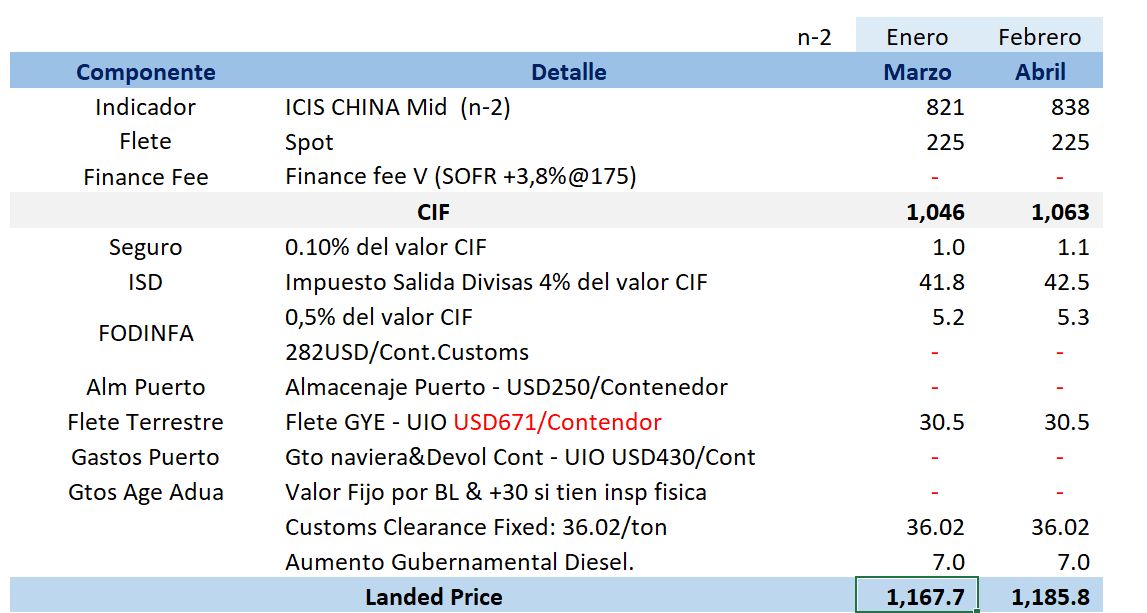 n-2 Enero Febrero
Componente Detalle Marzo Abril
Indicador ICIS CHINA Mid (n-2) 821 838
Flete Spot 225 225
Finance Fee Finance fee V (SOFR +3,8%@175) - -
CIF 1,046 1,063
Seguro 0.10% del valor CIF 1.0 1.1
ISD Impuesto Salida Divisas 4% del valor CIF 41.8 42.5
FODINFA 0,5% del valor CIF 5.2 5.3
282USD/Cont.Customs - -
Alm Puerto Almacenaje Puerto - USD250/Contenedor - -
Flete Terrestre Flete GYE - UIO USD671/Contendor 30.5 30.5
Gastos Puerto Gto naviera&Devol Cont - UIO USD430/Cont - -
Gtos Age Adua Valor Fijo por BL & +30 si tien insp fisica - -
Customs Clearance Fixed: 36.02/ton 36.02 36.02
Aumento Gubernamental Diesel. 7.0 7.0
Landed Price 1,167.7 1,185.8